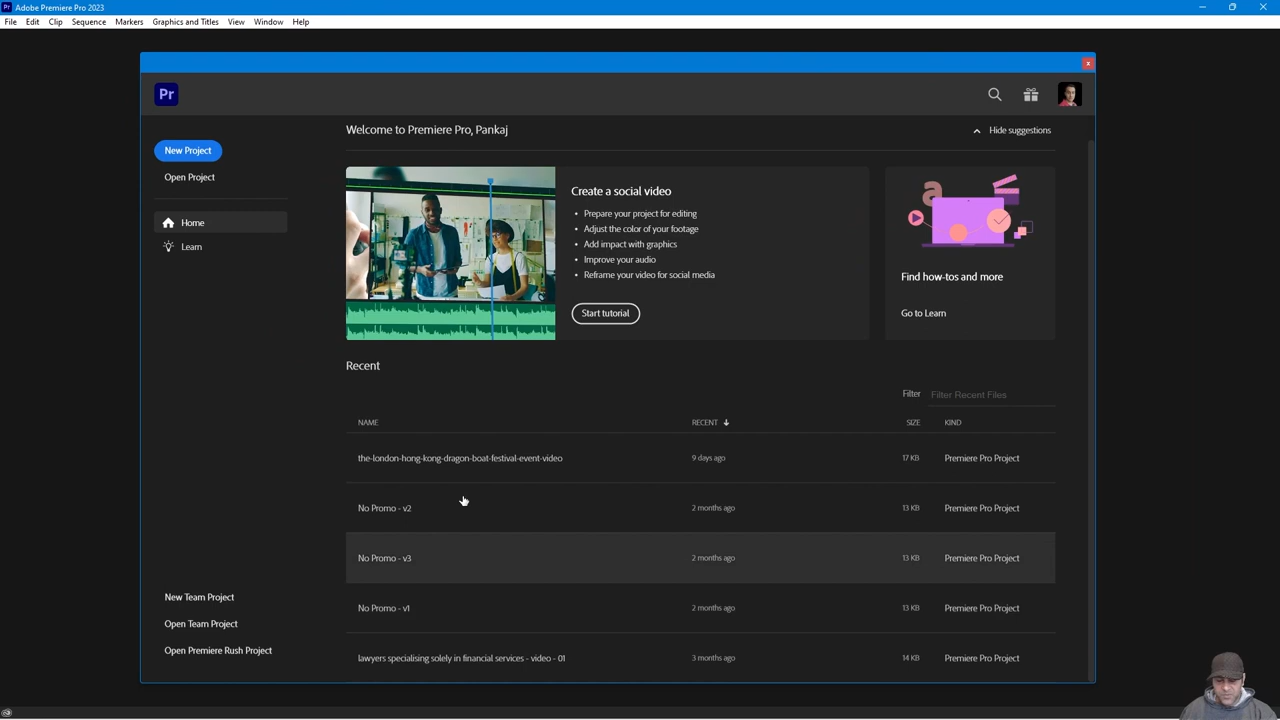 Pr Adobe Premiere Pro 2023
File Edit Clip Sequence Markers Graphics and Titles View Window Help
Pr
Welcome to Premiere Pro, Pankaj
Hide suggestions
New Project
Open Project
Home
Learn
Create a social video
• Prepare your project for editing
• Adjust the color of your footage
• Add impact with graphics
• Improve your audio
• Reframe your video for social media
Start tutorial
Find how-tos and more
Go to Learn
Recent
Filter Filter Recent Files
NAME RECENT SIZE KIND
the-london-hong-kong-dragon-boat-festival-event-video 9 days ago 17 KB Premiere Pro Project
No Promo - v2 2 months ago 13 KB Premiere Pro Project
No Promo - v3 2 months ago 13 KB Premiere Pro Project
No Promo - v1 2 months ago 13 KB Premiere Pro Project
lawyers specialising solely in financial services - video - 01 3 months ago 14 KB Premiere Pro Project
New Team Project
Open Team Project
Open Premiere Rush Project